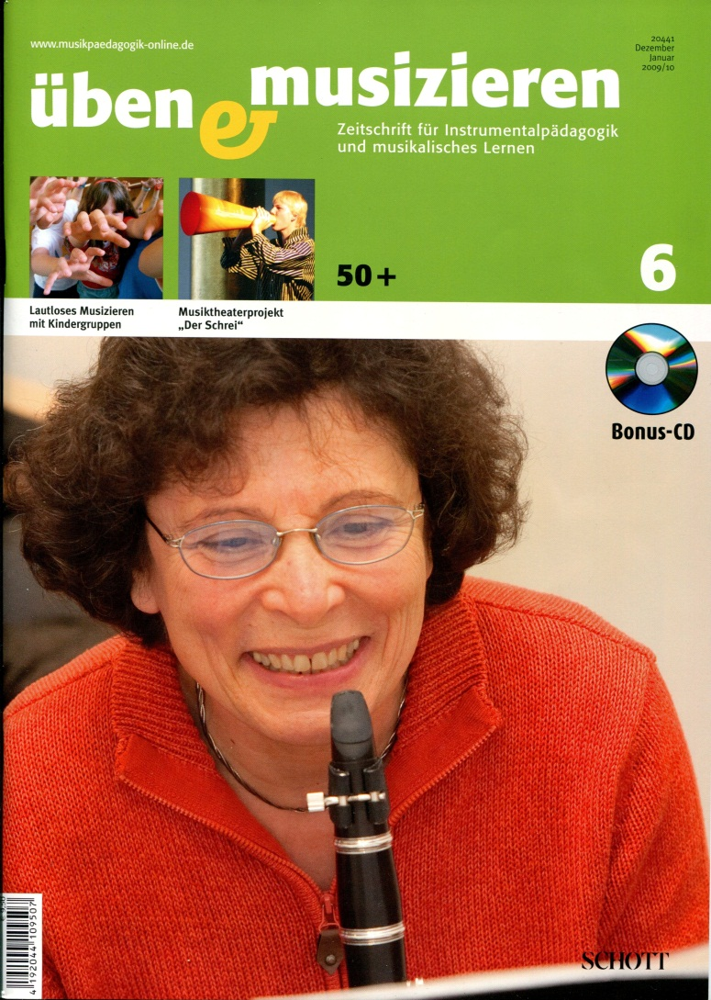 www.musikpaedagogik-online.de
20441
Dezember
Januar
2009/10
üben & musizieren
Zeitschrift für Instrumentalpädagogik
und musikalisches Lernen
50+
6
Lautloses Musizieren
mit Kindergruppen
Musiktheaterprojekt
„Der Schrei“
Bonus-CD
4 192044 109507
SCHOTT